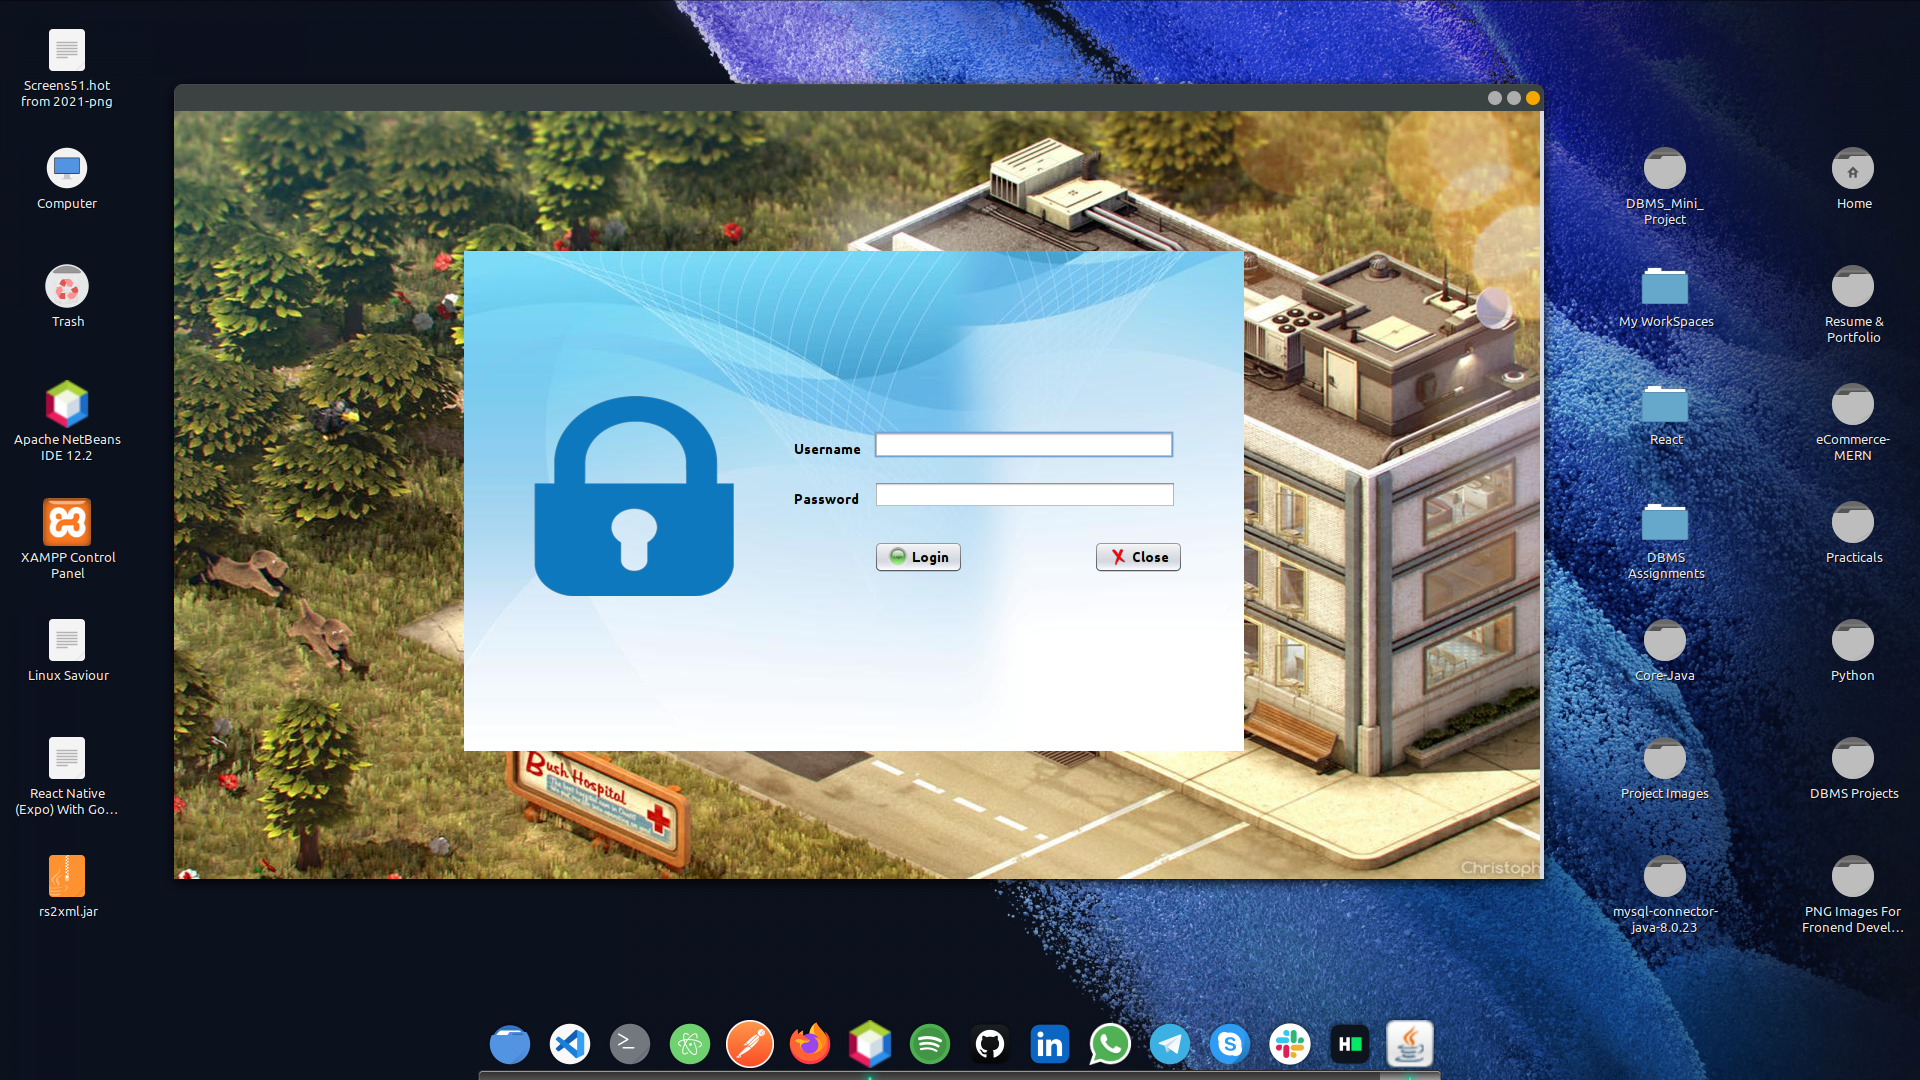 Screens51.hot
from 2021-png
Computer
Trash
Apache NetBeans
IDE 12.2
XAMPP Control
Panel
Linux Saviour
React Native
(Expo) With Go...
rs2xml.jar
Username
Password
Login
X Close
Bush Hospital
Christoph
DBMS_Mini_
Project
My WorkSpaces
React
DBMS
Assignments
Core-Java
Project Images
mysql-connector-
java-8.0.23
Home
Resume &
Portfolio
eCommerce-
MERN
Practicals
Python
DBMS Projects
PNG Images For
Fronend Devel...
in
S
H